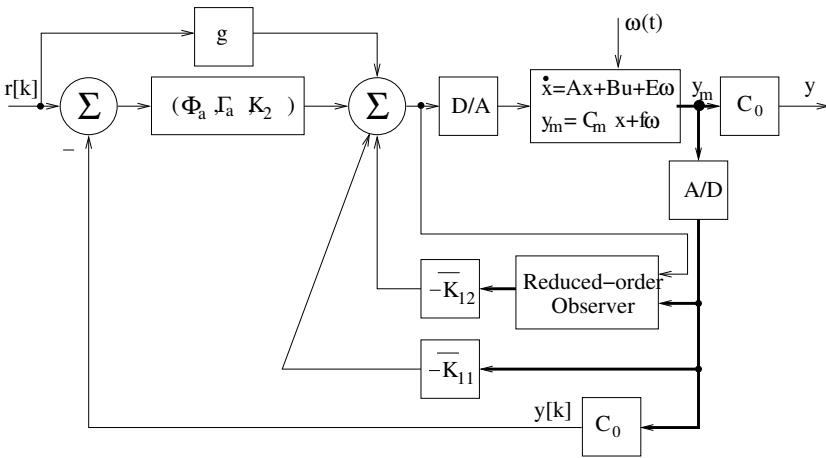 g
ω(t)
r[k]
Σ
(Φₐ ,Γₐ ,K₂ )
Σ
D/A
ẋ=Ax+Bu+Eω
yₘ= Cₘ x+fω
yₘ
C₀
y
−
A/D
−K̅₁₂
Reduced−order
Observer
−K̅₁₁
y[k]
C₀